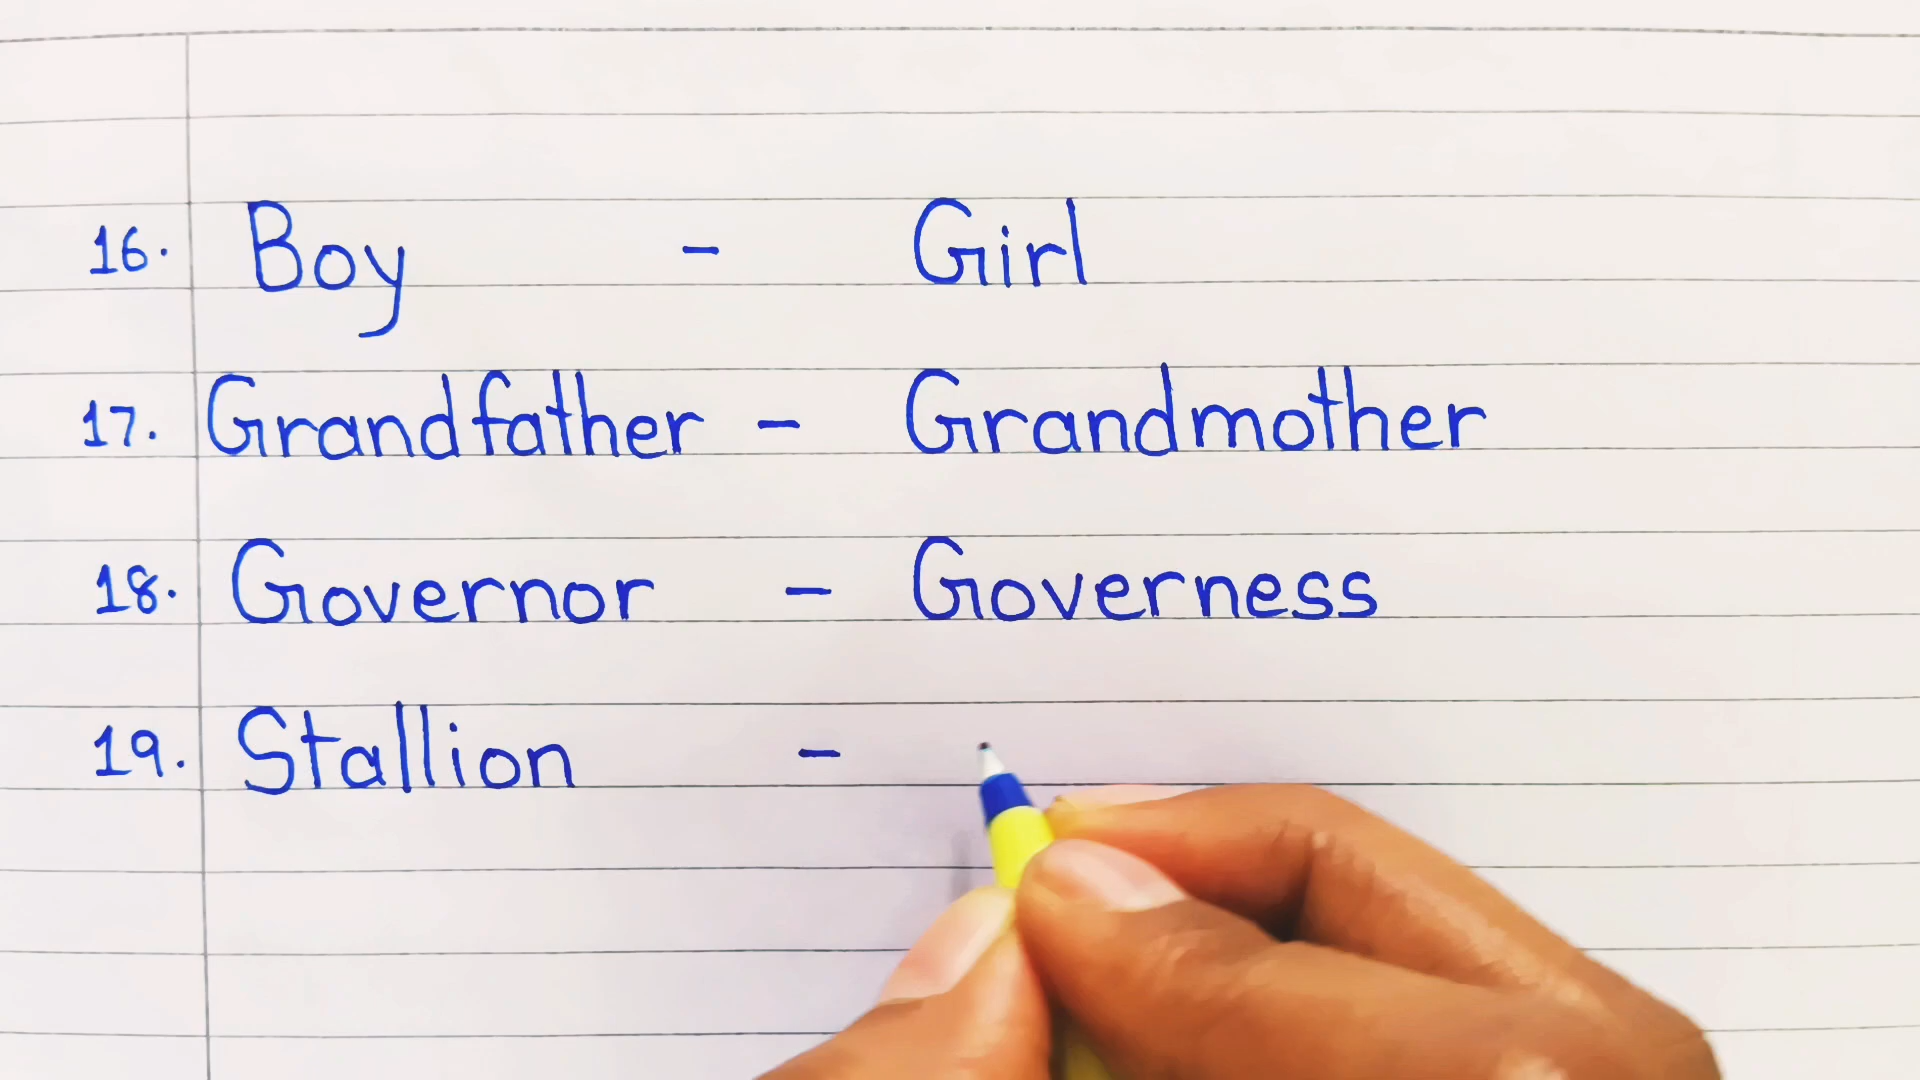 16. Boy - Girl
17. Grandfather - Grandmother
18. Governor - Governess
19. Stallion -